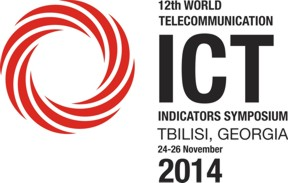 12th WORLD
TELECOMMUNICATION
ICT
INDICATORS SYMPOSIUM
TBILISI, GEORGIA
24-26 November
2014